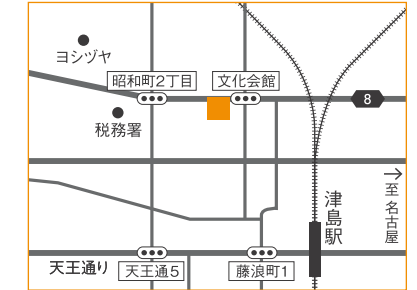 ヨシヅヤ
昭和町2丁目
文化会館
8
税務署
至名古屋
津島駅
天王通り
天王通5
藤浪町1